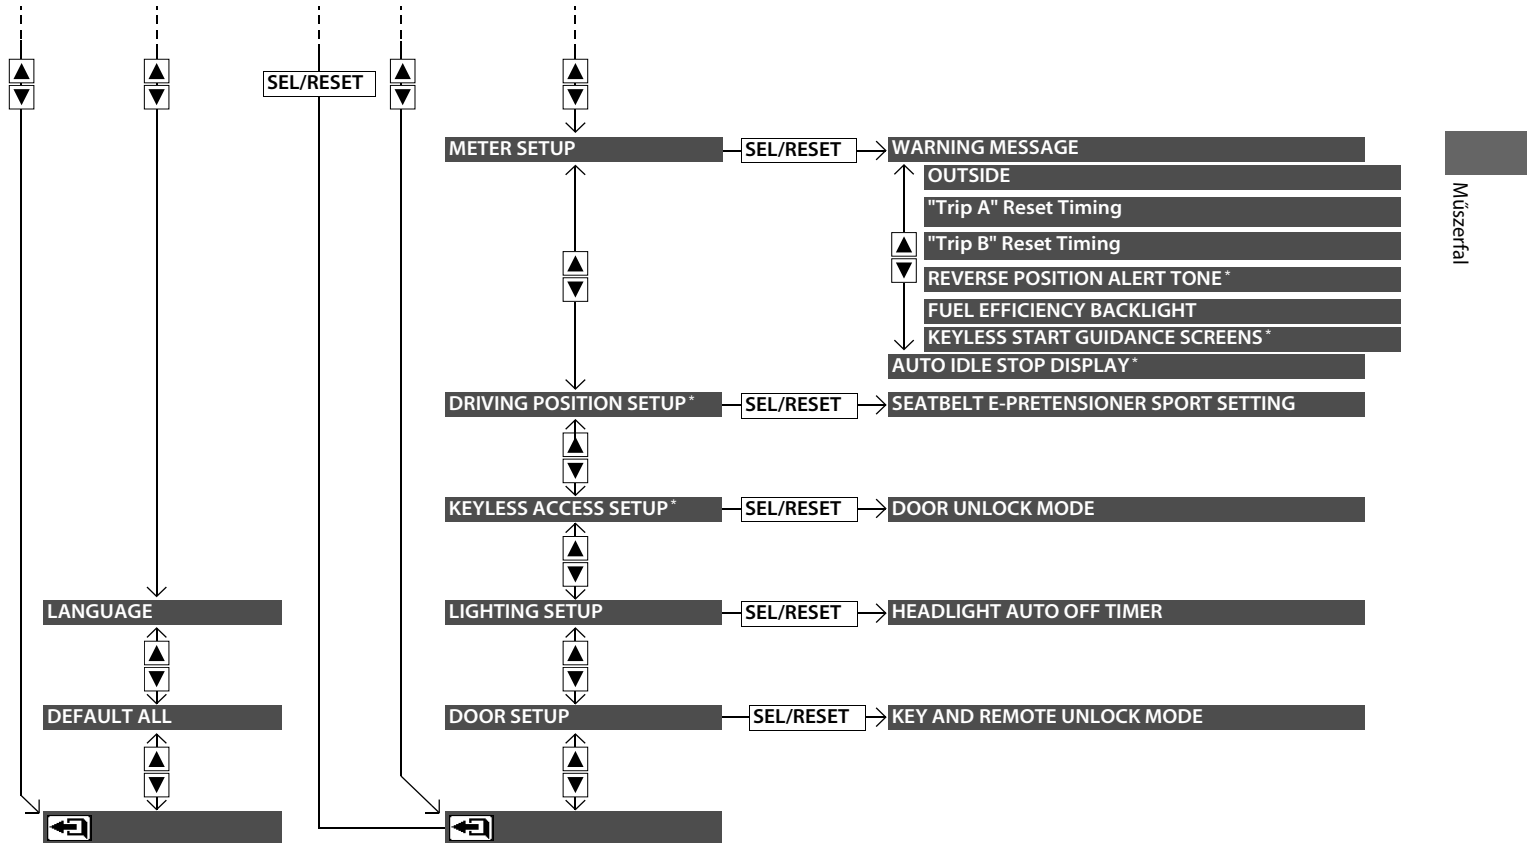 SEL/RESET
METER SETUP
SEL/RESET
WARNING MESSAGE
OUTSIDE
"Trip A" Reset Timing
"Trip B" Reset Timing
REVERSE POSITION ALERT TONE*
FUEL EFFICIENCY BACKLIGHT
KEYLESS START GUIDANCE SCREENS*
AUTO IDLE STOP DISPLAY*
DRIVING POSITION SETUP*
SEL/RESET
SEATBELT E-PRETENSIONER SPORT SETTING
KEYLESS ACCESS SETUP*
SEL/RESET
DOOR UNLOCK MODE
LANGUAGE
LIGHTING SETUP
SEL/RESET
HEADLIGHT AUTO OFF TIMER
DEFAULT ALL
DOOR SETUP
SEL/RESET
KEY AND REMOTE UNLOCK MODE
Műszerfal